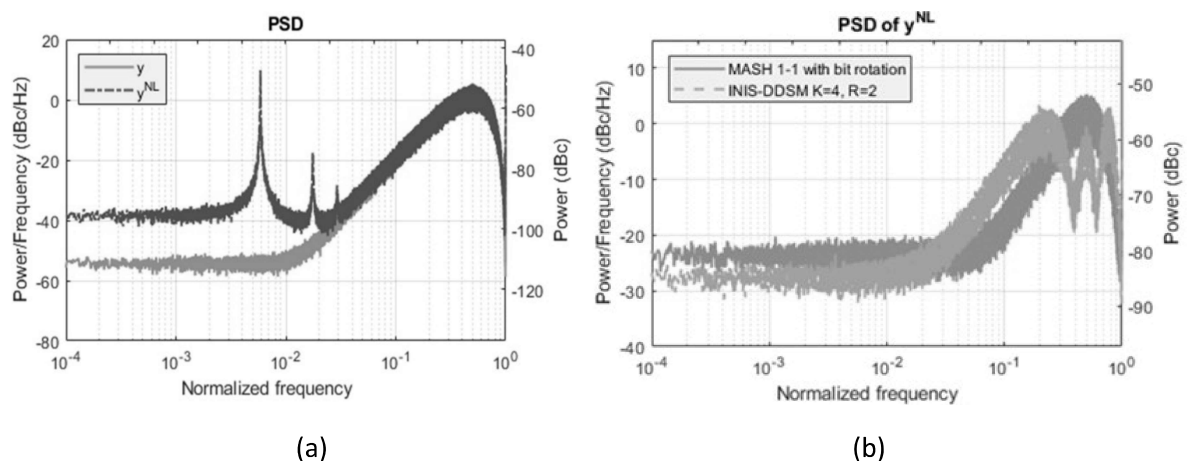 PSD
Power/Frequency (dBc/Hz)
20
0
-20
-40
-60
-80
y
y^NL
-40
-60
-80
-100
-120
Power (dBc)
10^-4
10^-3
10^-2
10^-1
10^0
Normalized frequency
(a)
PSD of y^NL
Power/Frequency (dBc/Hz)
10
0
-10
-20
-30
-40
MASH 1-1 with bit rotation
INIS-DDSM K=4, R=2
-50
-60
-70
-80
-90
Power (dBc)
10^-4
10^-3
10^-2
10^-1
10^0
Normalized frequency
(b)